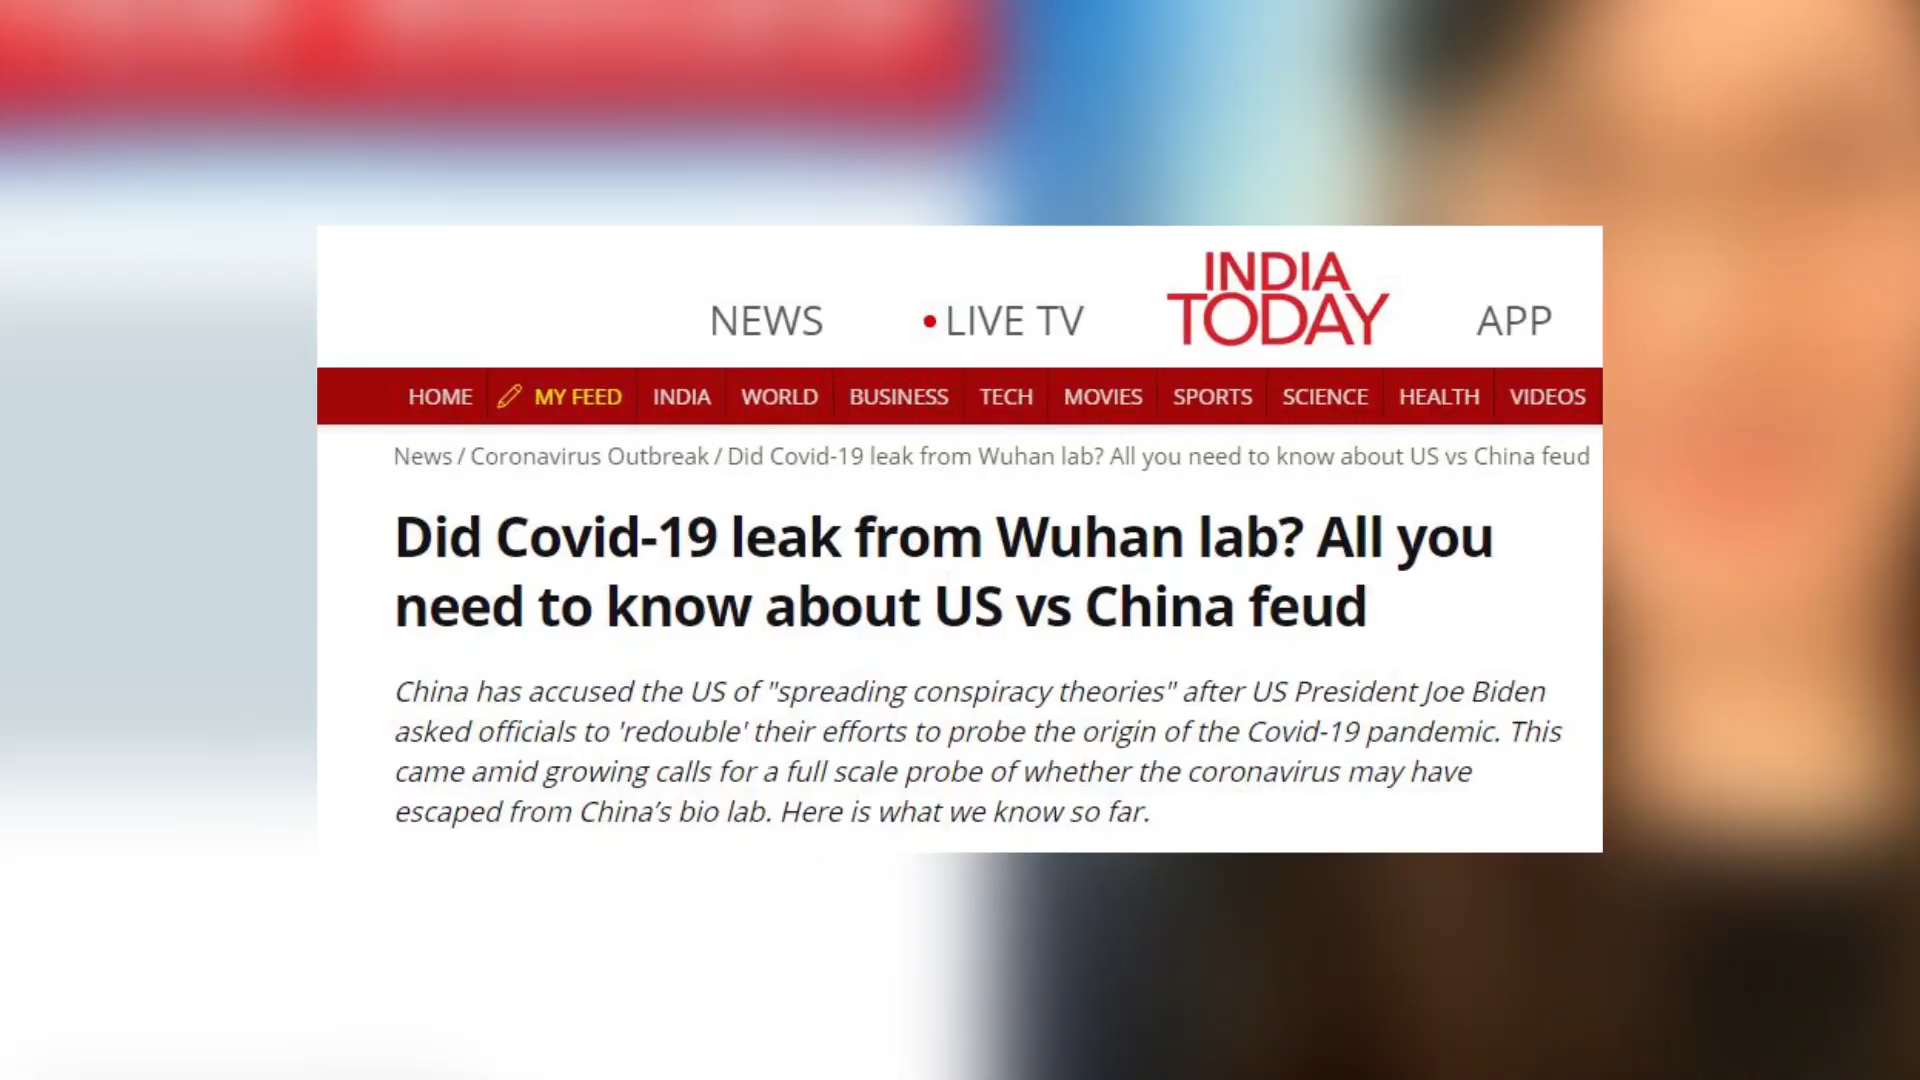 NEWS
LIVE TV
INDIA
TODAY
APP
HOME MY FEED INDIA WORLD BUSINESS TECH MOVIES SPORTS SCIENCE HEALTH VIDEOS
News / Coronavirus Outbreak / Did Covid-19 leak from Wuhan lab? All you need to know about US vs China feud
Did Covid-19 leak from Wuhan lab? All you
need to know about US vs China feud
China has accused the US of "spreading conspiracy theories" after US President Joe Biden
asked officials to 'redouble' their efforts to probe the origin of the Covid-19 pandemic. This
came amid growing calls for a full scale probe of whether the coronavirus may have
escaped from China’s bio lab. Here is what we know so far.